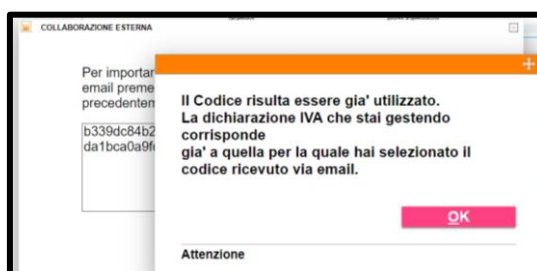 COLLABORAZIONE ESTERNA
Per importar
email preme
precedentem
b339dc84b2
da1bca0a9f
Il Codice risulta essere gia' utilizzato.
La dichiarazione IVA che stai gestendo
corrisponde
gia' a quella per la quale hai selezionato il
codice ricevuto via email.
OK
Attenzione